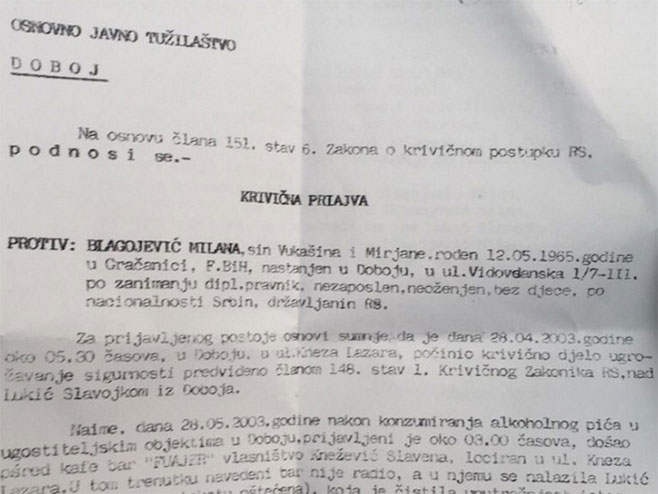 OSNOVNO JAVNO TUŽILAŠTVO
D O B O J
Na osnovu člana 151. stav 6. Zakona o krivičnom postupku RS,
p o d n o s i se.-
KRIVIČNA PRIAJVA
PROTIV: BLAGOJEVIĆ MILANA,sin Vukašina i Mirjane,rođen 12.05.1965.godine
u Gračanici, F.BiH, nastanjen u Doboju, u ul.Vidovdanska 1/7-III.
po zanimanju dipl.pravnik, nezaposlen,neoženjen,bez djece, po
nacionalnosti Srbin, državljanin RS.
Za prijavljenog postoje osnovi sumnje da je dana 28.04.2003.godine
oko 05.30 časova, u Doboju, u ul.Kneza Lazara, počinio krivično djelo ugro-
žavanje sigurnosti predviđeno članom 148. stav 1. Krivičnog Zakonika RS,nad
Lukić Slavojkom iz Doboja.
Naime, dana 28.05.2003.godine nakon konzumiranja alkoholnog pića u
ugostiteljskim objektima u Doboju,prijavljeni je oko 03.00 časova, došao
pšred kafe bar "FUAJER" vlasništvo Knežević Slavena, lociran u ul. Kneza
Lazara.U tom trenutku navedeni bar nije radio, a u njemu se nalazila Lukić
koja je čistila